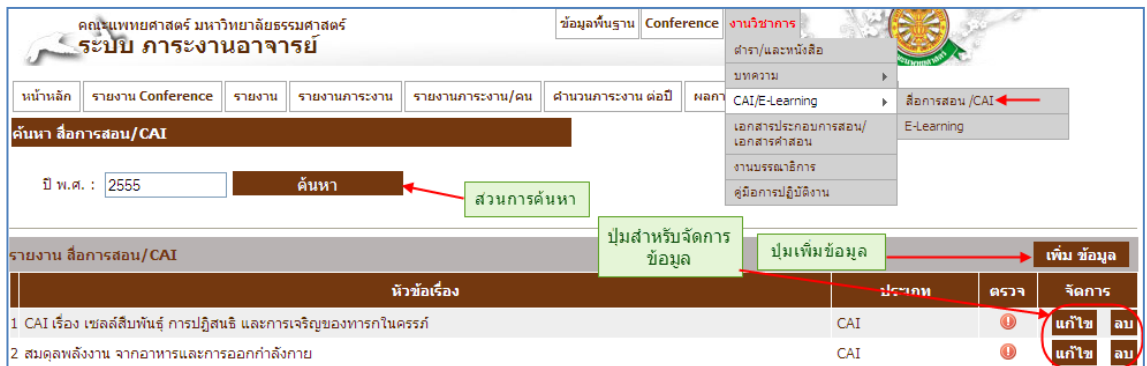 คณะแพทยศาสตร์ มหาวิทยาลัยธรรมศาสตร์
ระบบ ภาระงานอาจารย์
ข้อมูลพื้นฐาน Conference งานวิชาการ
ตำรา/และหนังสือ
บทความ
CAI/E-Learning
สื่อการสอน /CAI
E-Learning
เอกสารประกอบการสอน/
เอกสารคำสอน
งานบรรณาธิการ
คู่มือการปฏิบัติงาน
หน้าหลัก รายงาน Conference รายงาน รายงานภาระงาน รายงานภาระงาน/คน คำนวนภาระงาน ต่อปี ผลกา
ค้นหา สื่อการสอน/CAI
ปี พ.ศ. : 2555 ค้นหา
ส่วนการค้นหา
ปุ่มสำหรับจัดการ
ข้อมูล
ปุ่มเพิ่มข้อมูล
รายงาน สื่อการสอน/CAI เพิ่ม ข้อมูล
หัวข้อเรื่อง ประเภท ตรวจ จัดการ
1 CAI เรื่อง เซลล์สืบพันธุ์ การปฏิสนธิ และการเจริญของทารกในครรภ์ CAI แก้ไข ลบ
2 สมดุลพลังงาน จากอาหารและการออกกำลังกาย CAI แก้ไข ลบ